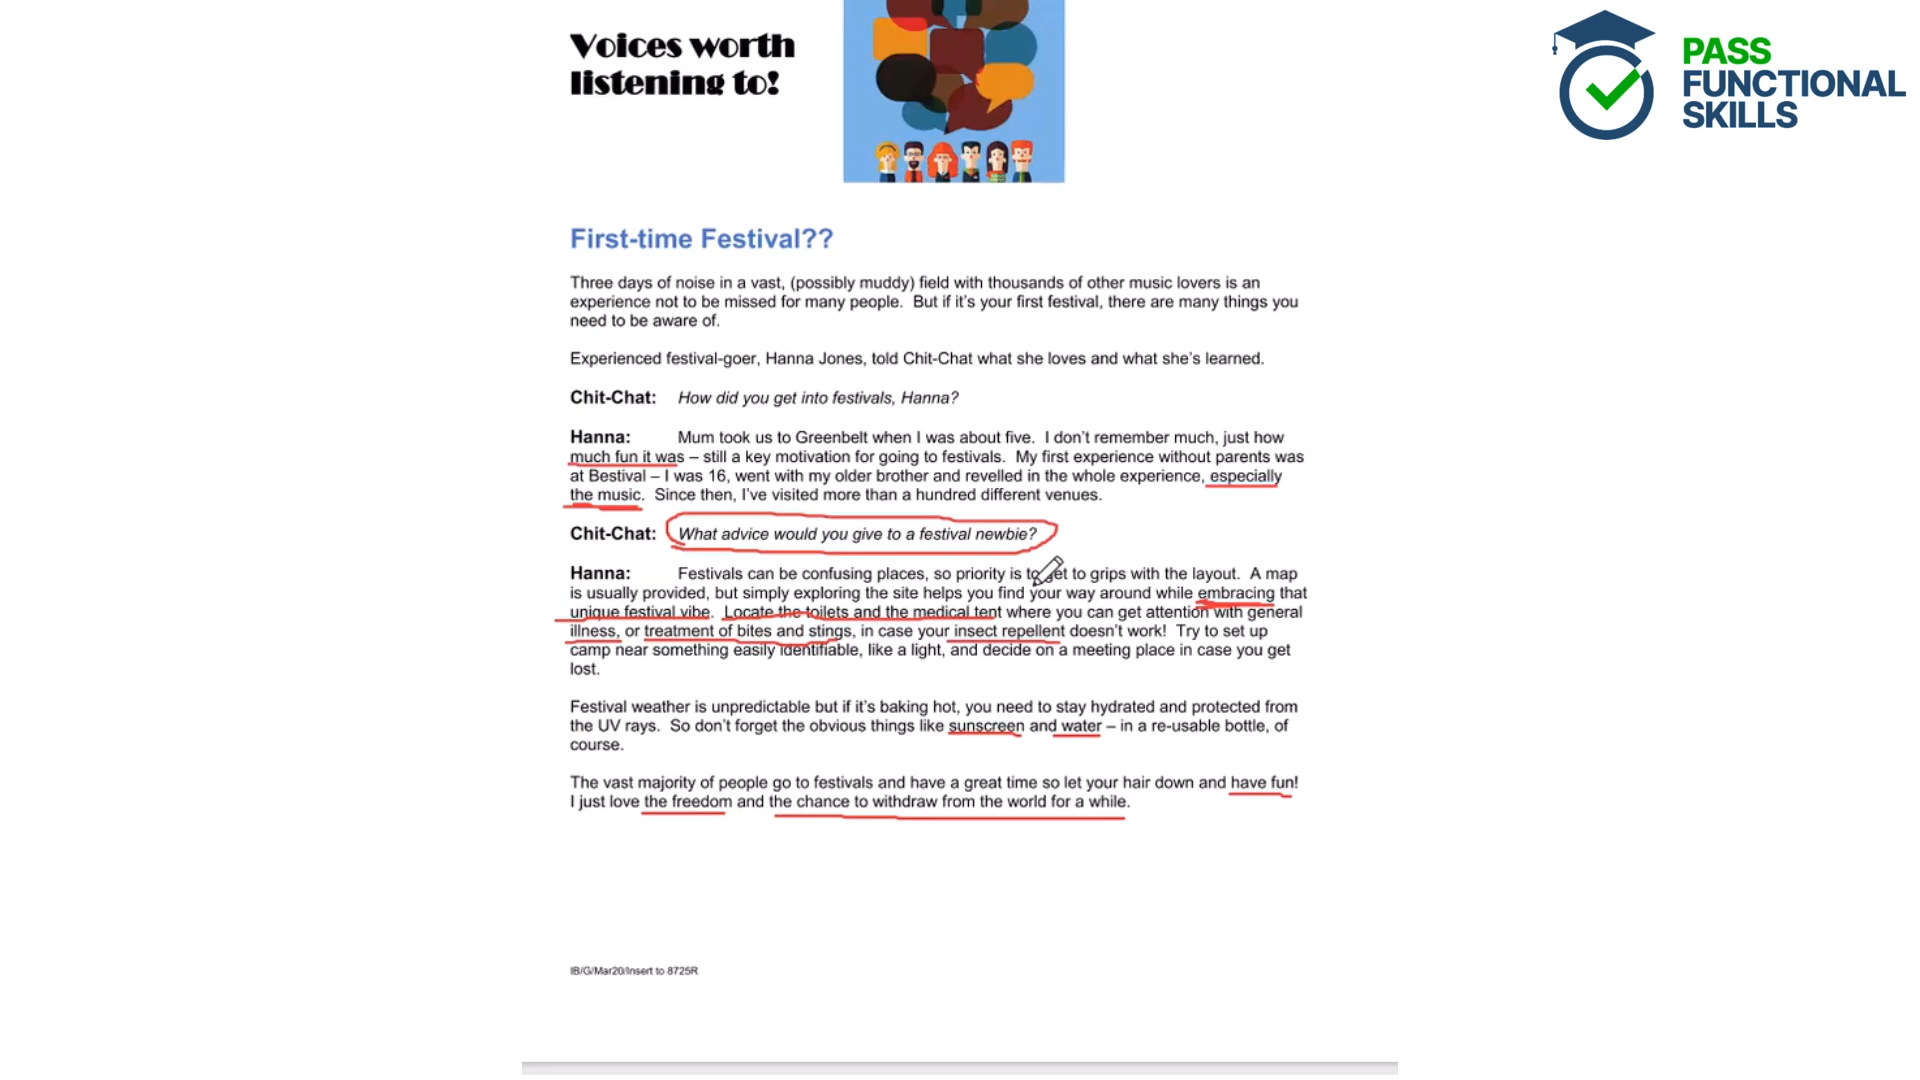 Voices worth
listening to!
PASS
FUNCTIONAL
SKILLS
First-time Festival??
Three days of noise in a vast, (possibly muddy) field with thousands of other music lovers is an
experience not to be missed for many people. But if it's your first festival, there are many things you
need to be aware of.
Experienced festival-goer, Hanna Jones, told Chit-Chat what she loves and what she's learned.
Chit-Chat: How did you get into festivals, Hanna?
Hanna: Mum took us to Greenbelt when I was about five. I don't remember much, just how
much fun it was – still a key motivation for going to festivals. My first experience without parents was
at Bestival – I was 16, went with my older brother and revelled in the whole experience, especially
the music. Since then, I've visited more than a hundred different venues.
Chit-Chat: What advice would you give to a festival newbie?
Hanna: Festivals can be confusing places, so priority is to get to grips with the layout. A map
is usually provided, but simply exploring the site helps you find your way around while embracing that
unique festival vibe. Locate the toilets and the medical tent where you can get attention with general
illness, or treatment of bites and stings, in case your insect repellent doesn't work! Try to set up
camp near something easily identifiable, like a light, and decide on a meeting place in case you get
lost.
Festival weather is unpredictable but if it's baking hot, you need to stay hydrated and protected from
the UV rays. So don't forget the obvious things like sunscreen and water – in a re-usable bottle, of
course.
The vast majority of people go to festivals and have a great time so let your hair down and have fun!
I just love the freedom and the chance to withdraw from the world for a while.
IB/G/Mar20/Insert to 8725R